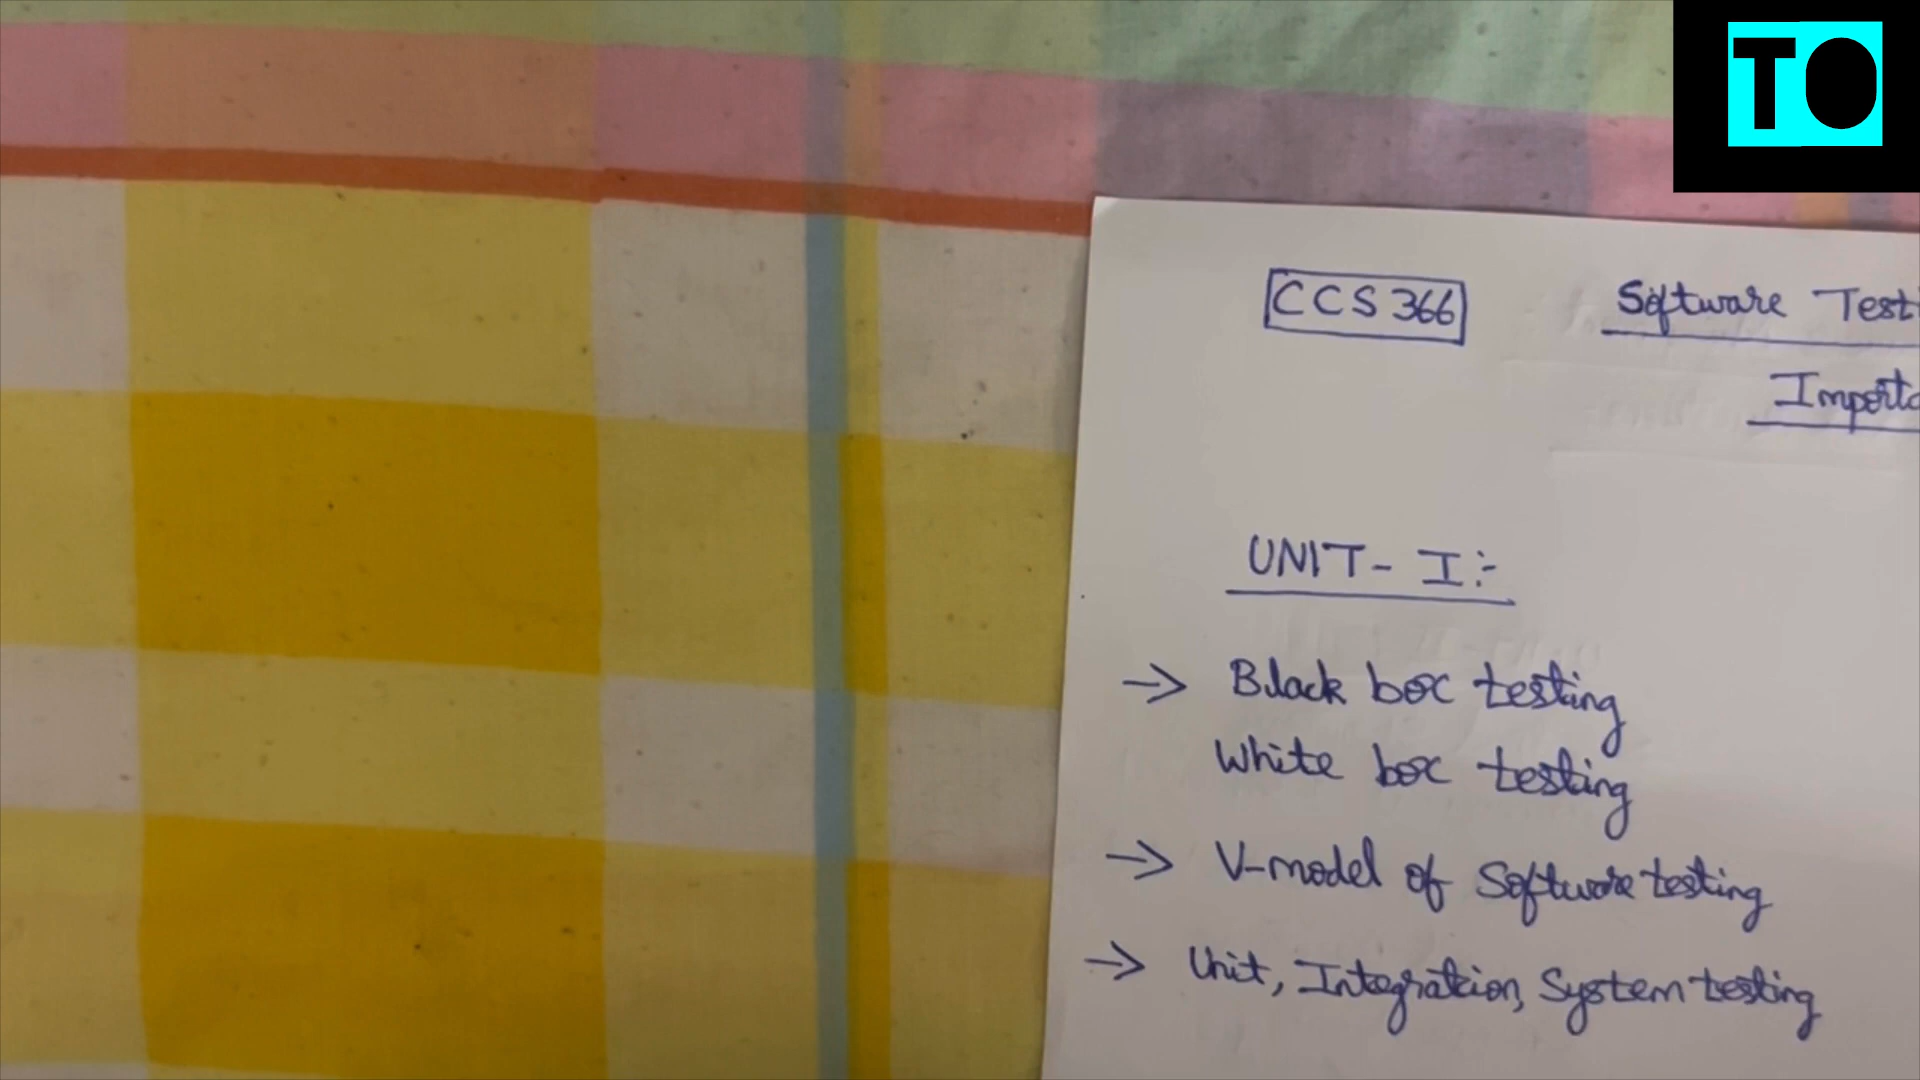 TO
CCS 366
Software Testi
Importa
UNIT - I :-
→ Black box testing
White box testing
→ V-model of Software testing
→ Unit, Integration, System testing